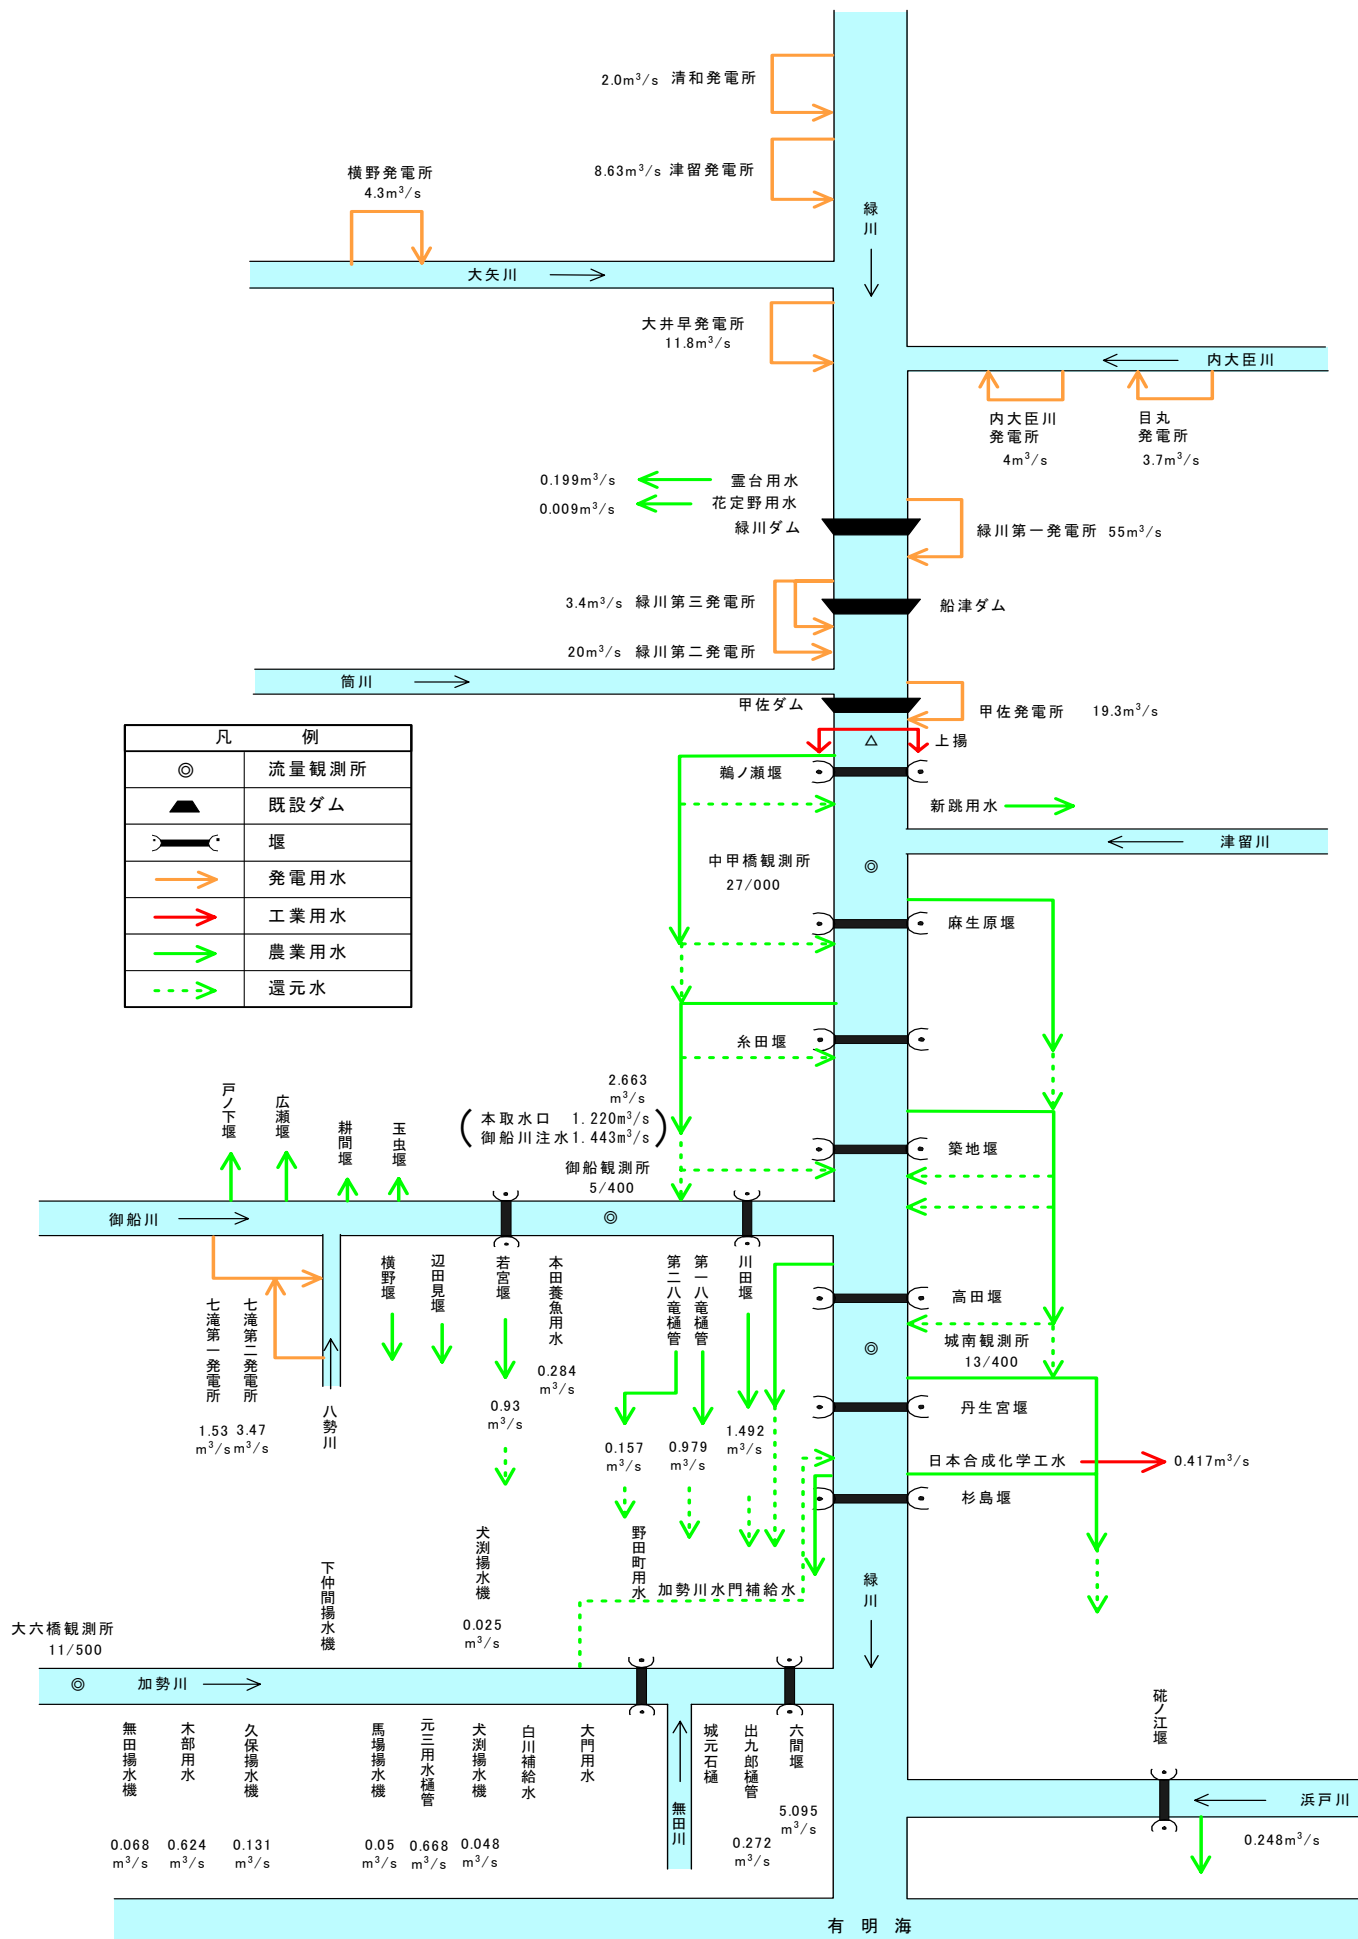 2.0m³/s 清和発電所
8.63m³/s 津留発電所
横野発電所
4.3m³/s
緑川
大矢川
大井早発電所
11.8m³/s
内大臣川
内大臣川
発電所
4m³/s
目丸
発電所
3.7m³/s
0.199m³/s
霊台用水
0.009m³/s
花定野用水
緑川ダム
緑川第一発電所 55m³/s
3.4m³/s 緑川第三発電所
船津ダム
20m³/s 緑川第二発電所
筒川
甲佐ダム
甲佐発電所 19.3m³/s
凡 例
流量観測所
既設ダム
堰
発電用水
工業用水
農業用水
還元水
上揚
鵜ノ瀬堰
新跳用水
津留川
中甲橋観測所
27/000
麻生原堰
糸田堰
2.663
m³/s
(本取水口 1.220m³/s
御船川注水1.443m³/s)
築地堰
御船観測所
5/400
戸ノ下堰
広瀬堰
耕間堰
玉虫堰
御船川
七滝第一発電所
1.53
m³/s
七滝第二発電所
3.47
m³/s
八勢川
横野堰
辺田見堰
若宮堰
0.93
m³/s
本田養魚用水
0.284
m³/s
第二八竜樋管
0.157
m³/s
第一八竜樋管
0.979
m³/s
川田堰
1.492
m³/s
高田堰
城南観測所
13/400
丹生宮堰
日本合成化学工水
0.417m³/s
杉島堰
下仲間揚水機
犬渕揚水機
0.025
m³/s
野田町用水
加勢川水門補給水
緑川
大六橋観測所
11/500
加勢川
無田揚水機
0.068
m³/s
木部用水
0.624
m³/s
久保揚水機
0.131
m³/s
馬場揚水機
0.05
m³/s
元三用水樋管
0.668
m³/s
犬渕揚水機
0.048
m³/s
白川補給水
大門用水
無田川
城元石樋
出九郎樋管
0.272
m³/s
六間堰
5.095
m³/s
硴ノ江堰
浜戸川
0.248m³/s
有明海